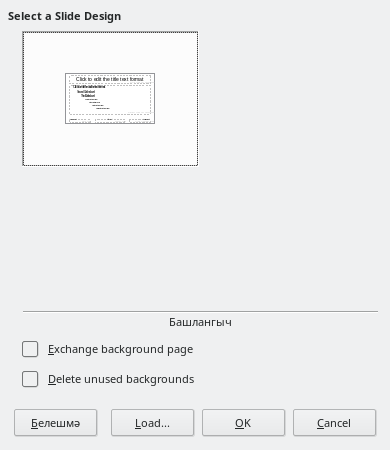 Select a Slide Design
Click to edit the title text format
Башлангыч
Exchange background page
Delete unused backgrounds
Белешмә
Load...
OK
Cancel